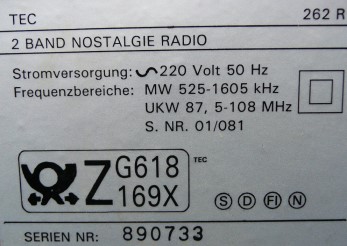 TEC 262 R
2 BAND NOSTALGIE RADIO
Stromversorgung: 220 Volt 50 Hz
Frequenzbereiche: MW 525-1605 kHz
UKW 87, 5-108 MHz
S. NR. 01/081
Z G618 TEC
169X
S D FI N
SERIEN NR: 890733